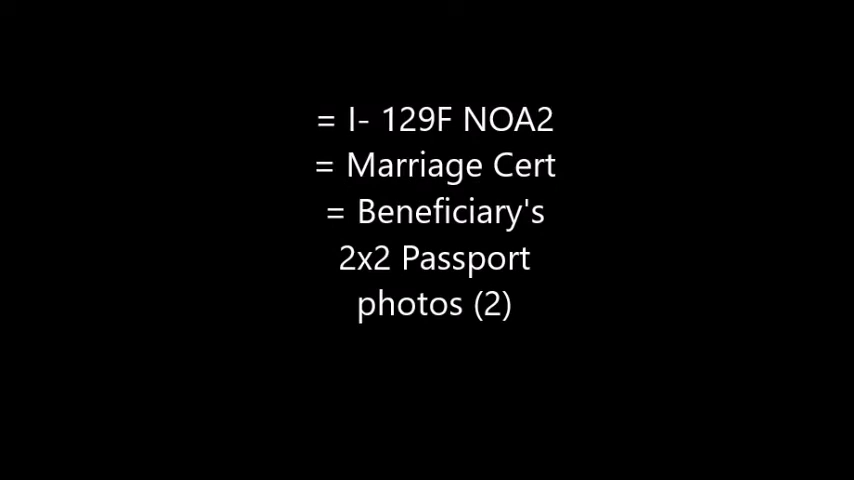 = I- 129F NOA2
= Marriage Cert
= Beneficiary's
2x2 Passport
photos (2)